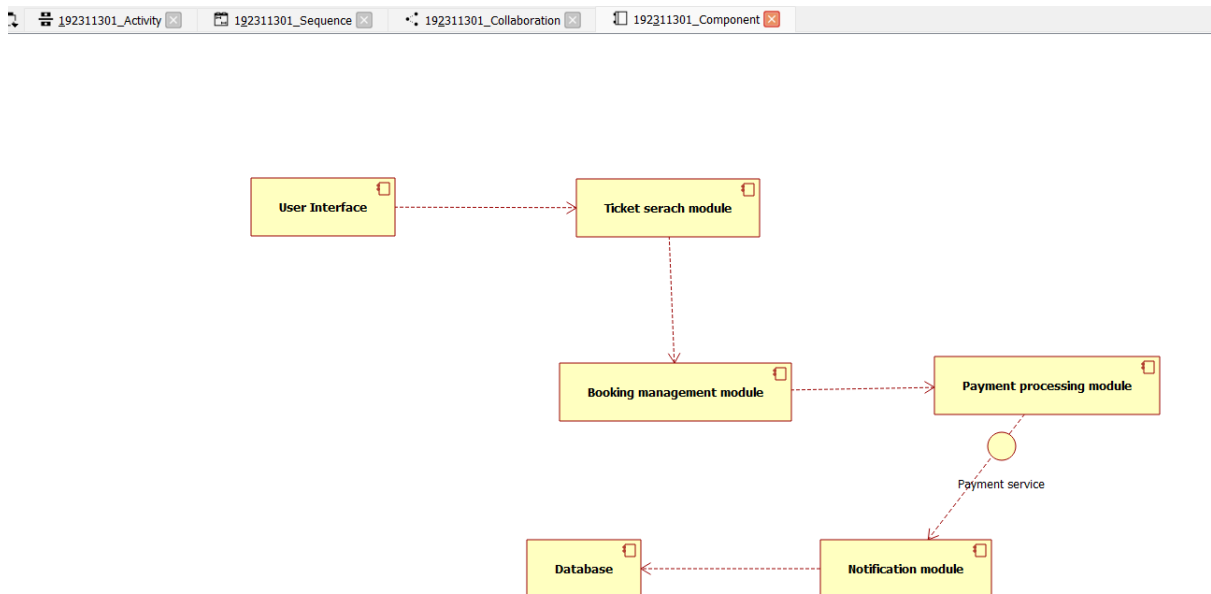 192311301_Activity
192311301_Sequence
192311301_Collaboration
192311301_Component
User Interface
Ticket serach module
Booking management module
Payment processing module
Payment service
Database
Notification module